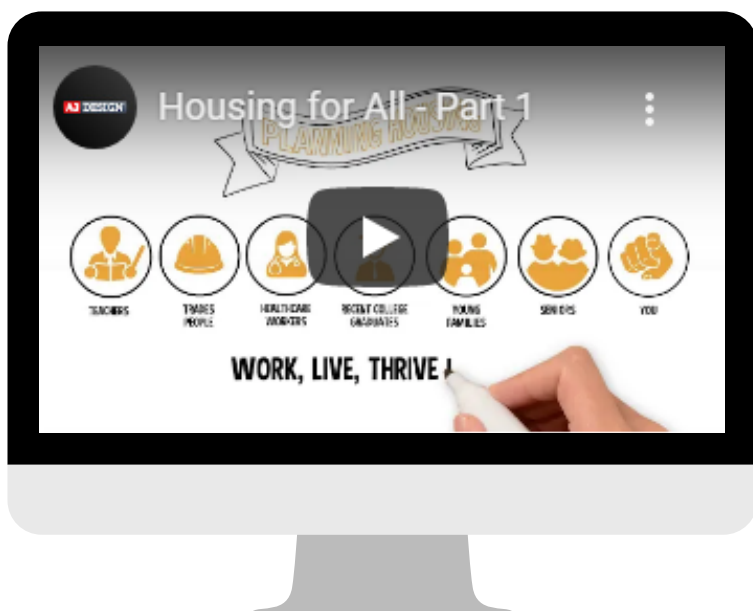 AJ DESIGN
Housing for All - Part 1
PLANNING HOUSING
TEACHERS
TRADES
PEOPLE
HEALTHCARE
WORKERS
RECENT COLLEGE
GRADUATES
YOUNG
FAMILIES
SENIORS
YOU
WORK, LIVE, THRIVE